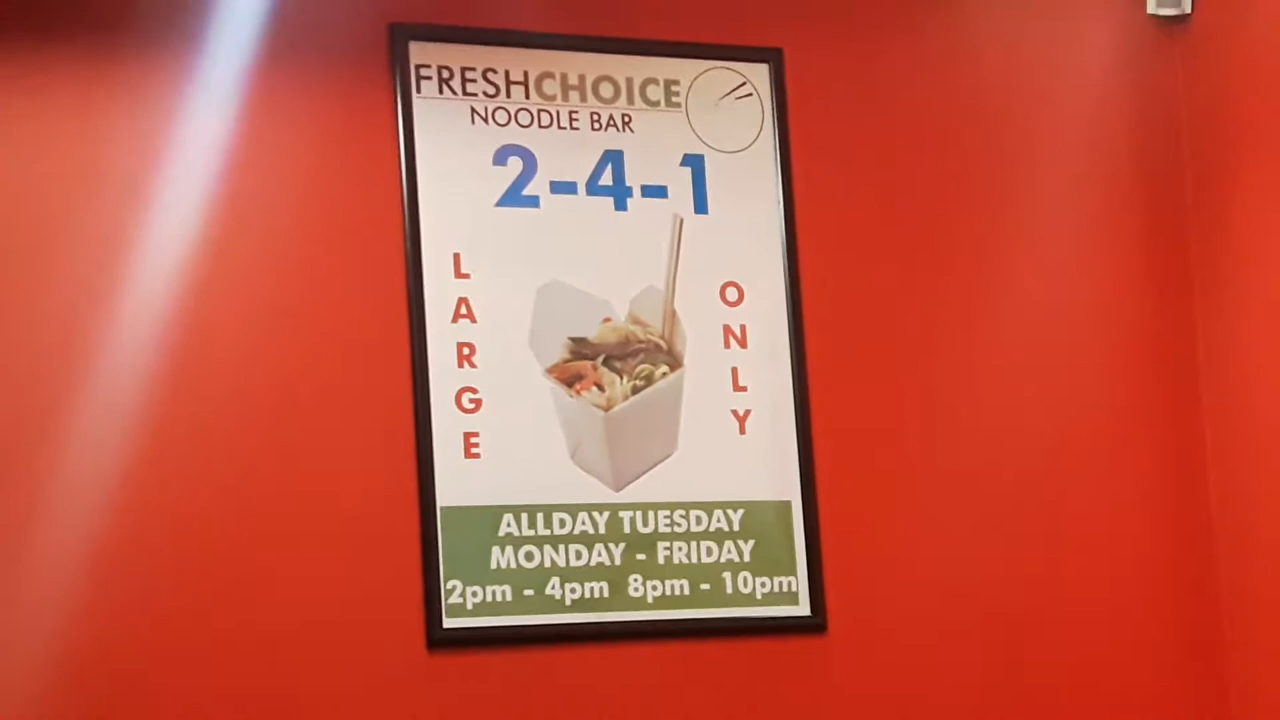 FRESHCHOICE
NOODLE BAR
2-4-1
LARGE
ONLY
ALLDAY TUESDAY
MONDAY - FRIDAY
2pm - 4pm 8pm - 10pm